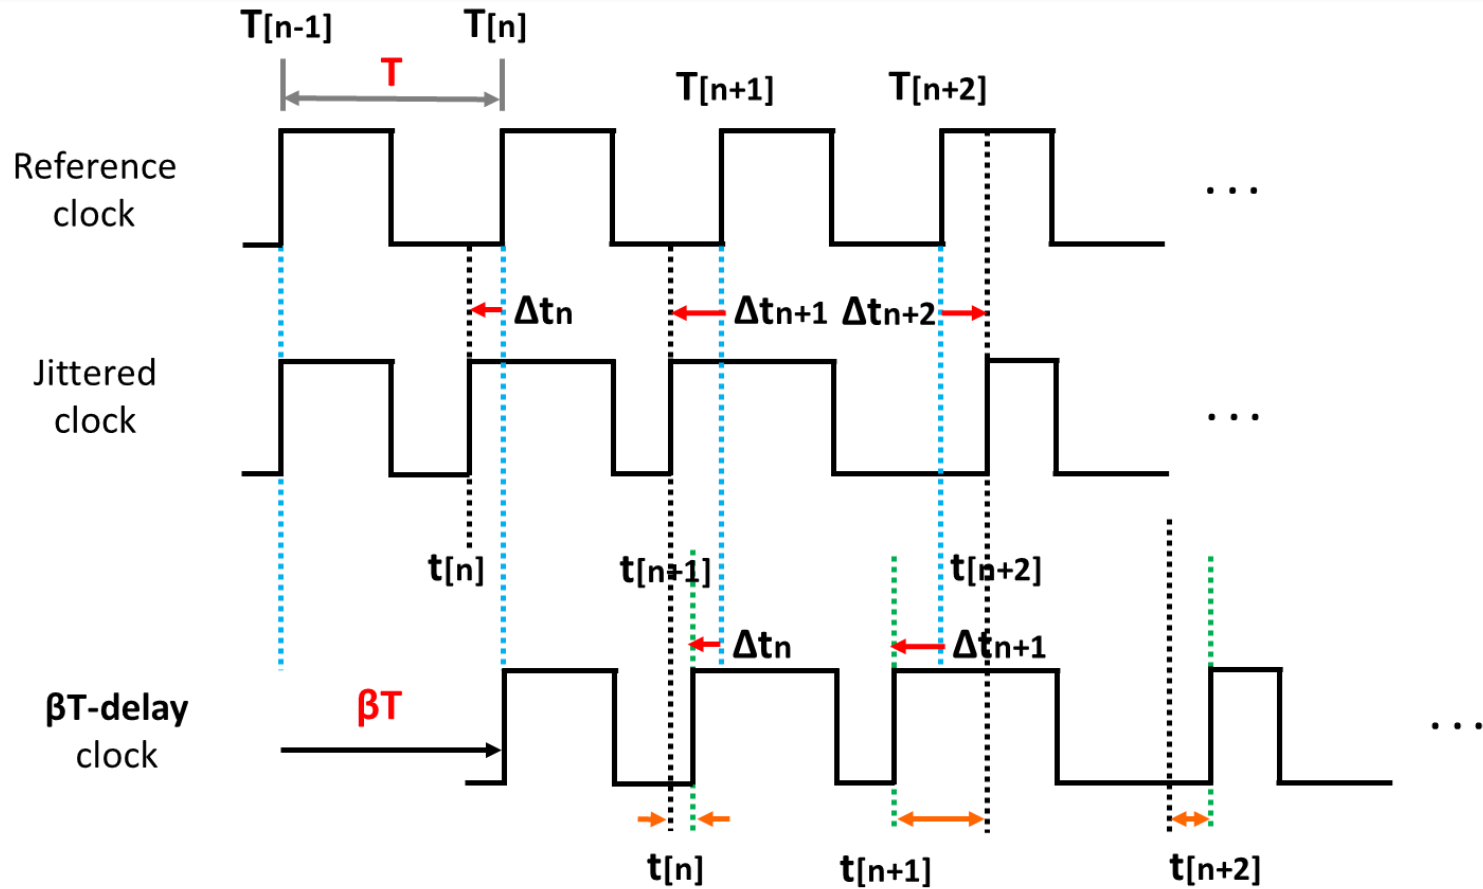 T[n-1]
T[n]
T
T[n+1]
T[n+2]
Reference
clock
...
Δtn
Δtn+1
Δtn+2
Jittered
clock
...
t[n]
t[n+1]
t[n+2]
Δtn
Δtn+1
βT-delay
clock
βT
...
t[n]
t[n+1]
t[n+2]